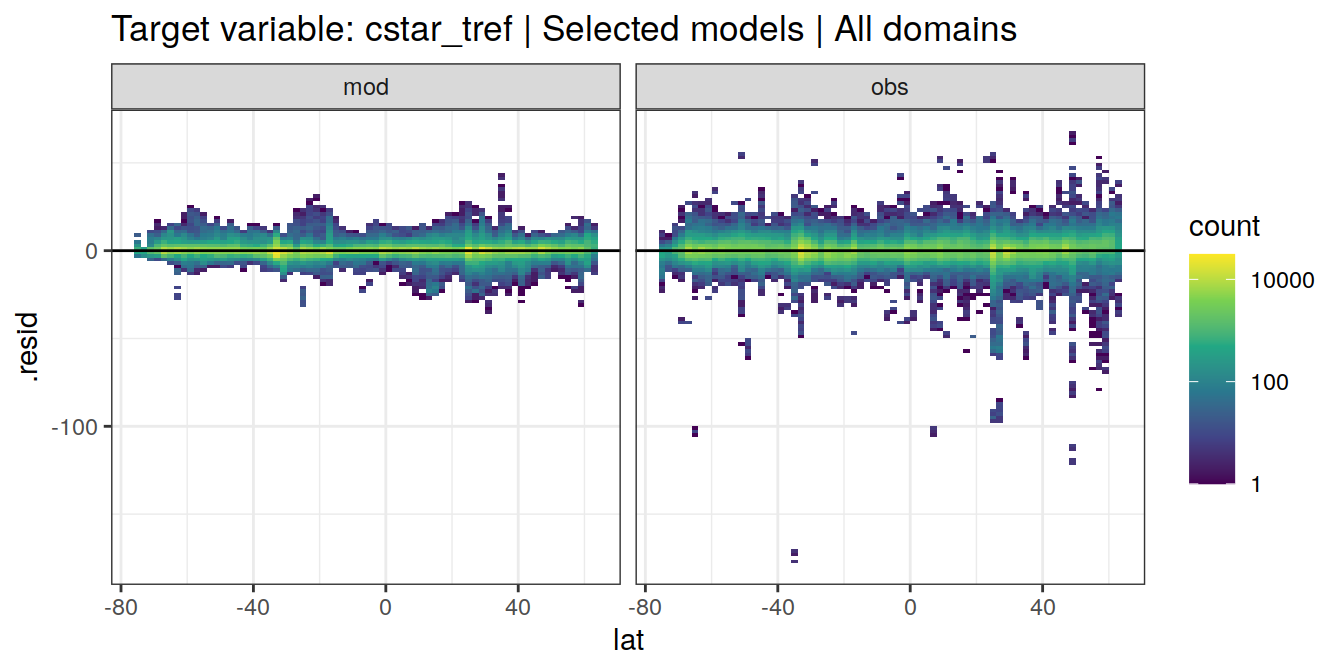 Target variable: cstar_tref | Selected models | All domains
mod
obs
.resid
0
-100
-80
-40
0
40
-80
-40
0
40
lat
count
10000
100
1